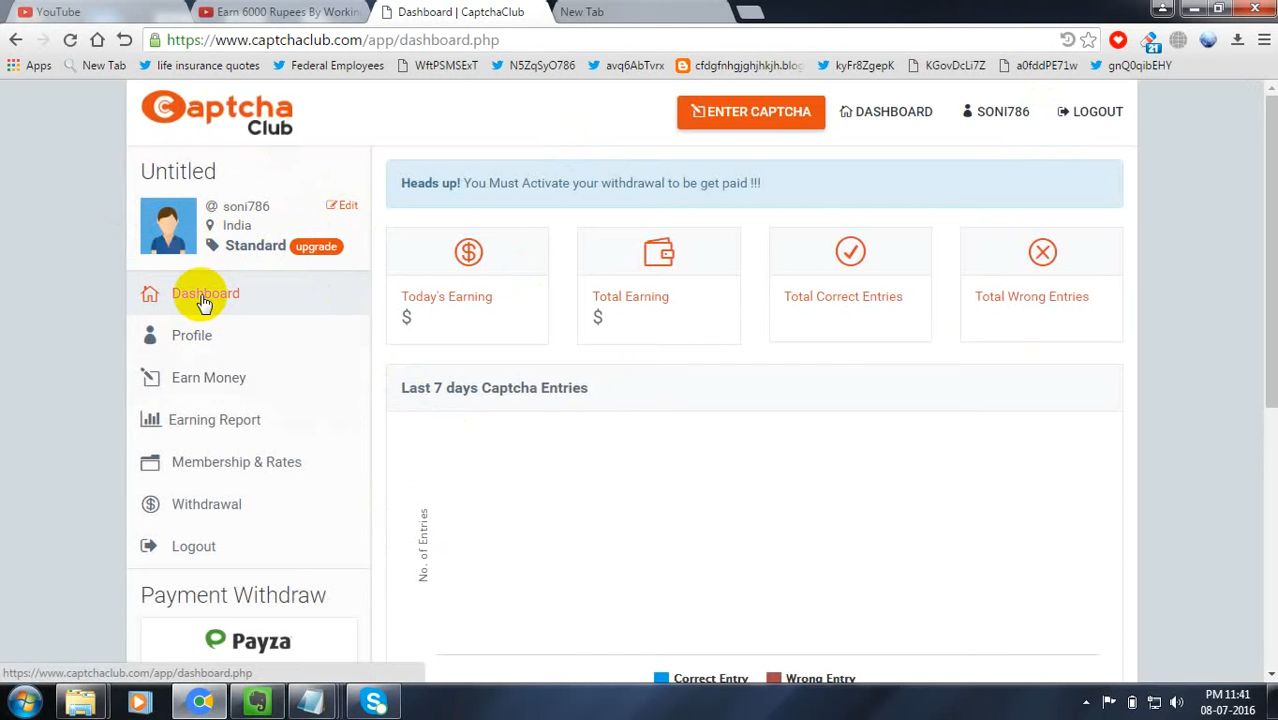 YouTube
Earn 6000 Rupees By Workin
Dashboard | CaptchaClub
New Tab
https://www.captchaclub.com/app/dashboard.php
21
Apps
New Tab
life insurance quotes
Federal Employees
WftPSMSExT
N5ZqSyO786
avq6AbTvrx
cfdgfnhgjghjhkjh.blog
kyFr8ZgepK
KGovDcLi7Z
a0fddPE71w
gnQ0qibEHY
Captcha
Club
ENTER CAPTCHA
DASHBOARD
SONI786
LOGOUT
Untitled
@ soni786
Edit
India
Standard upgrade
Dashboard
Profile
Earn Money
Earning Report
Membership & Rates
Withdrawal
Logout
Payment Withdraw
Payza
Heads up! You Must Activate your withdrawal to be get paid !!!
Today's Earning
$
Total Earning
$
Total Correct Entries
Total Wrong Entries
Last 7 days Captcha Entries
No. of Entries
Correct Entry
Wrong Entry
https://www.captchaclub.com/app/dashboard.php
PM 11:41
08-07-2016